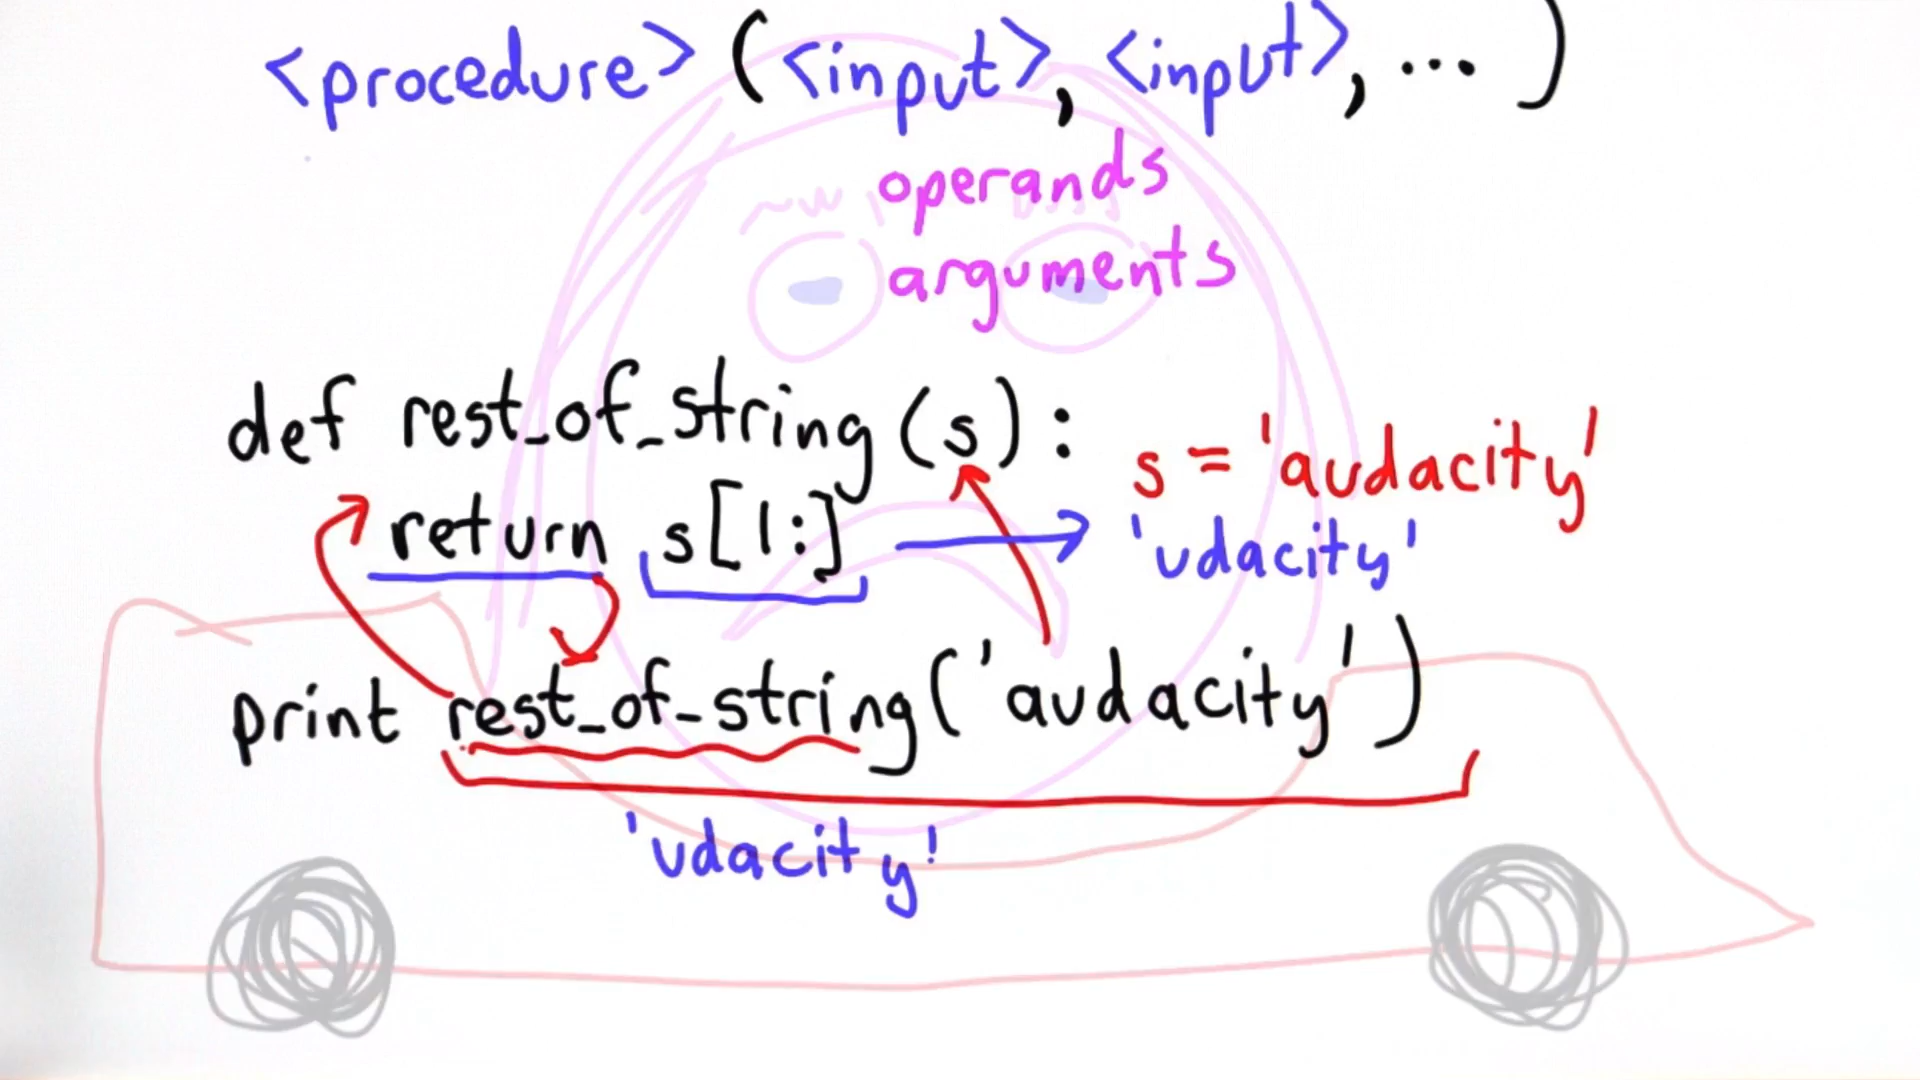 <procedure> (<input>, <input>, ... )
operands
arguments
def rest_of_string (s):
s = 'audacity'
return s[1:]
'udacity'
print rest_of_string('audacity')
'udacity'